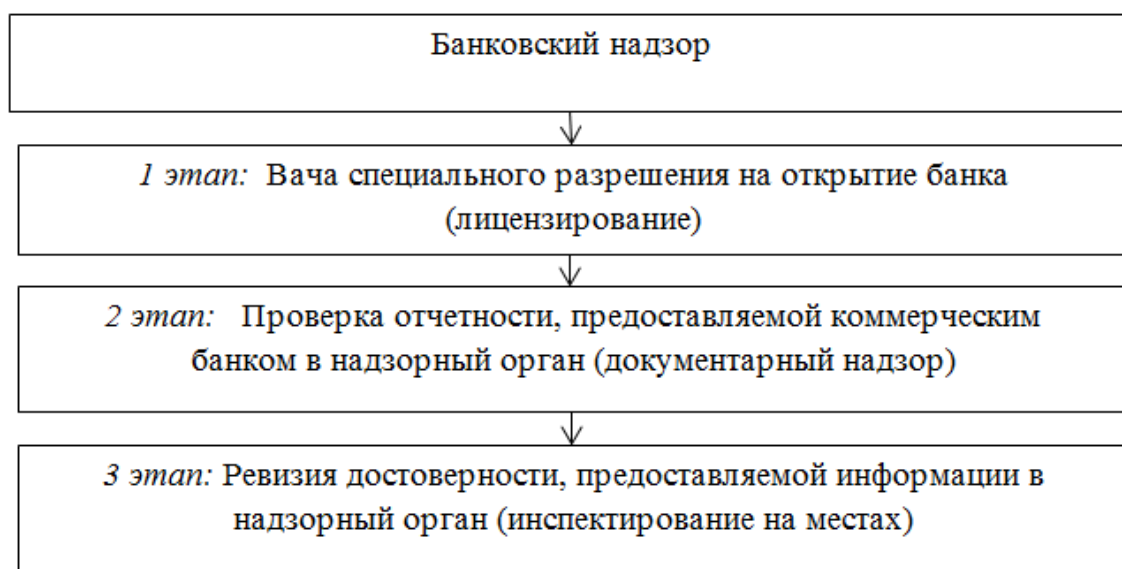 Банковский надзор
1 этап: Вача специального разрешения на открытие банка
(лицензирование)
2 этап: Проверка отчетности, предоставляемой коммерческим
банком в надзорный орган (документарный надзор)
3 этап: Ревизия достоверности, предоставляемой информации в
надзорный орган (инспектирование на местах)